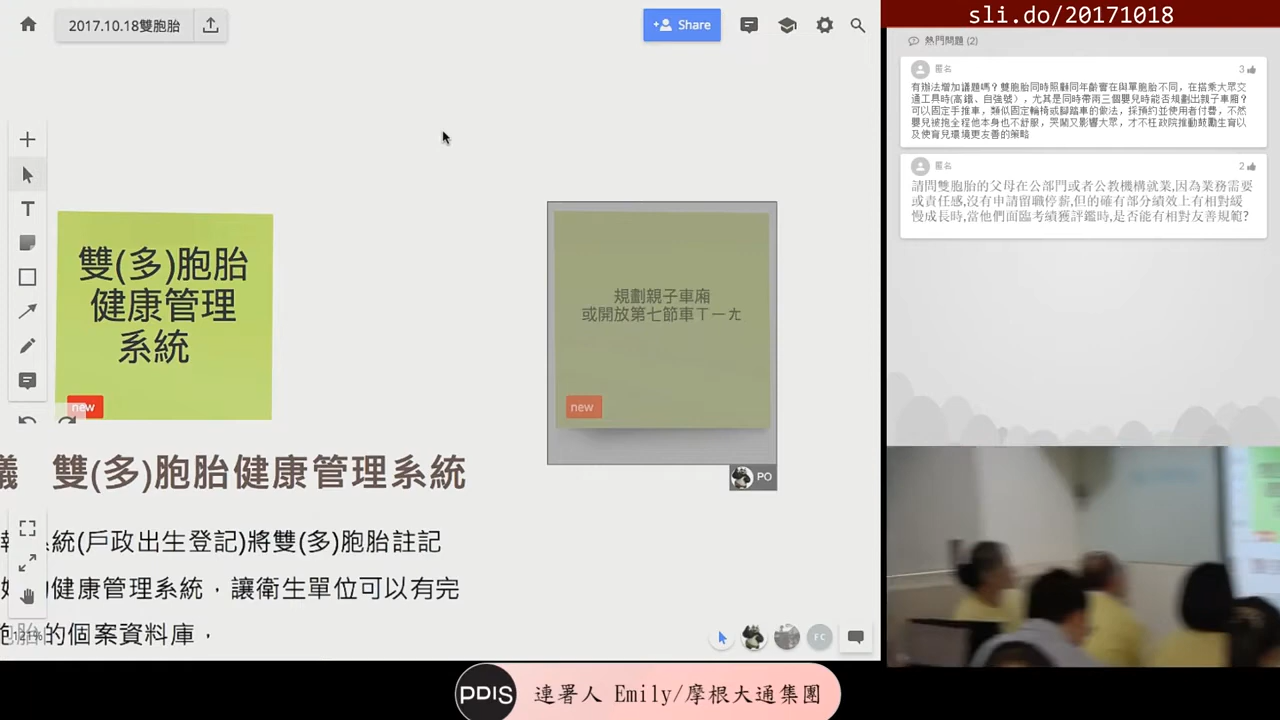 2017.10.18雙胞胎
Share
sli.do/20171018
熱門問題 (2)
匿名
3
有辦法增加議題嗎？雙胞胎同時照顧同年齡實在與單胞胎不同，在搭乘大眾交
通工具時(高鐵、自強號），尤其是同時帶兩三個嬰兒時能否規劃出親子車廂？
可以固定手推車，類似固定輪椅或腳踏車的做法，採預約並使用者付費，不然
嬰兒被抱全程他本身也不舒服，哭鬧又影響大眾，才不枉政院推動鼓勵生育以
及使育兒環境更友善的策略
匿名
2
請問雙胞胎的父母在公部門或者公教機構就業,因為業務需要
或責任感,沒有申請留職停薪,但的確有部分績效上有相對緩
慢成長時,當他們面臨考績獲評鑑時,是否能有相對友善規範?
雙(多)胞胎
健康管理
系統
new
規劃親子車廂
或開放第七節車ㄒㄧㄤ
new
PO
議 雙(多)胞胎健康管理系統
系統(戶政出生登記)將雙(多)胞胎註記
的健康管理系統，讓衛生單位可以有完
121%
的個案資料庫，
FC
PDIS
連署人 Emily/摩根大通集團